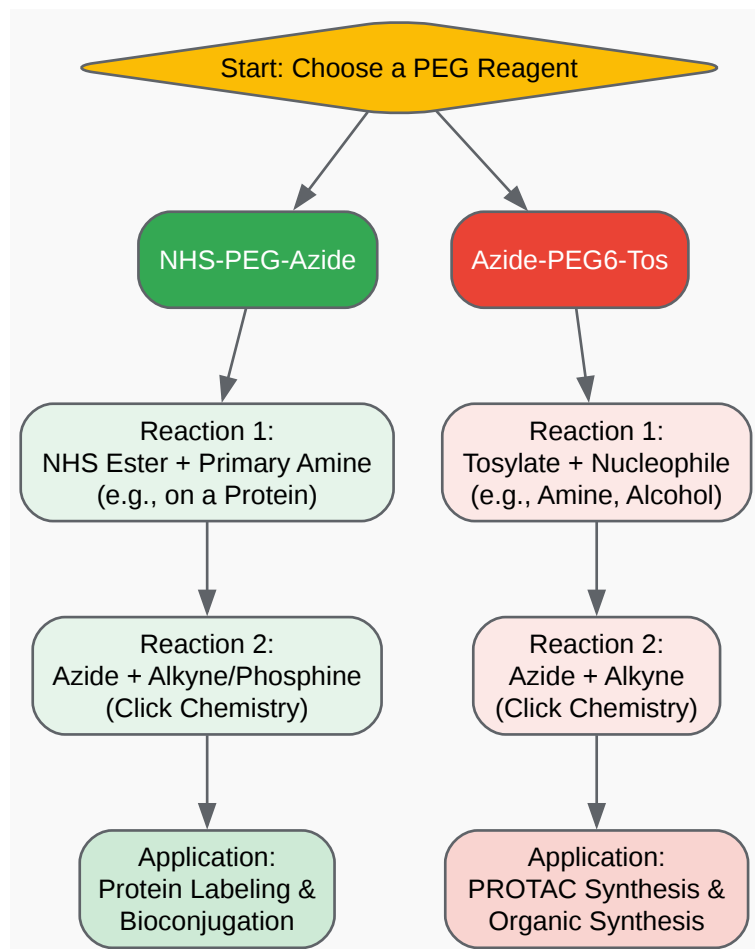 Start: Choose a PEG Reagent
NHS-PEG-Azide
Azide-PEG6-Tos
Reaction 1:
NHS Ester + Primary Amine
(e.g., on a Protein)
Reaction 1:
Tosylate + Nucleophile
(e.g., Amine, Alcohol)
Reaction 2:
Azide + Alkyne/Phosphine
(Click Chemistry)
Reaction 2:
Azide + Alkyne
(Click Chemistry)
Application:
Protein Labeling &
Bioconjugation
Application:
PROTAC Synthesis &
Organic Synthesis